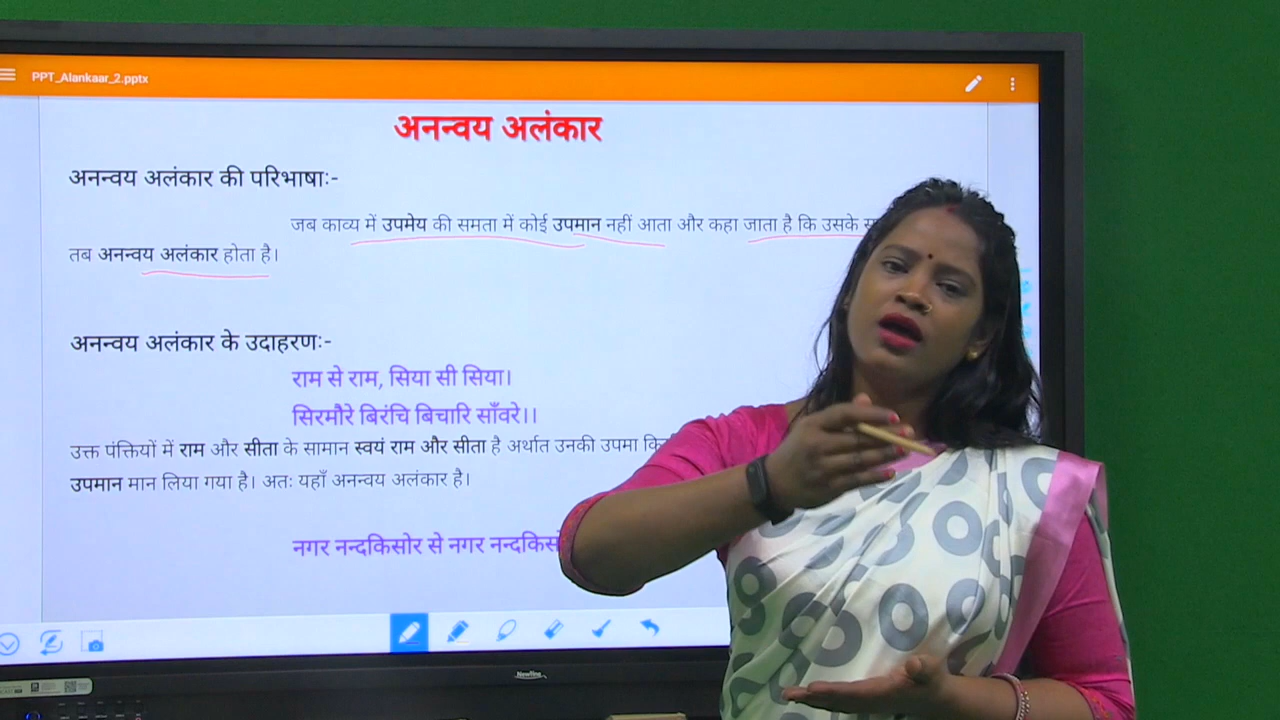 PPT_Alankaar_2.pptx
अनन्वय अलंकार
अनन्वय अलंकार की परिभाषाः-
जब काव्य में उपमेय की समता में कोई उपमान नहीं आता और कहा जाता है कि उसके
तब अनन्वय अलंकार होता है।
अनन्वय अलंकार के उदाहरणः-
राम से राम, सिया सी सिया।
सिरमौरे बिरंचि बिचारि साँवरे।।
उक्त पंक्तियों में राम और सीता के सामान स्वयं राम और सीता है अर्थात उनकी उपमा
उपमान मान लिया गया है। अतः यहाँ अनन्वय अलंकार है।
नगर नन्दकिसोर से नगर